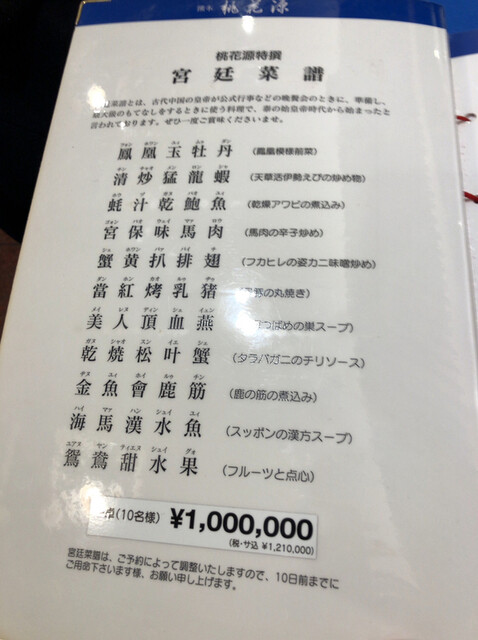 熊本 桃花源
桃花源特撰
宮廷菜譜
菜譜とは、古代中国の皇帝が公式行事などの晩餐会のときに、準備し、
最大級のもてなしをするときに使う料理で、秦の始皇帝時代から始まったと
言われております。ぜひ一度ご賞味くださいませ。
鳳凰玉牡丹 (鳳凰模様前菜)
清炒猛龍蝦 (天草活伊勢えびの炒め物)
蚝汁乾鮑魚 (乾燥アワビの煮込み)
宮保味馬肉 (馬肉の辛子炒め)
蟹黄扒排翅 (フカヒレの姿カニ味噌炒め)
當紅烤乳猪 の丸焼き)
美人頂血燕 つばめの巣スープ)
乾焼松叶蟹 (タラバガニのチリソース)
金魚會鹿筋 (鹿の筋の煮込み)
海馬漢水魚 (スッポンの漢方スープ)
鴛鴦甜水果 (フルーツと点心)
卓(10名様) ¥1,000,000
(税・サ込 ¥1,210,000)
宮廷菜譜は、ご予約によって調整いたしますので、10日前までに
ご用命下さいます様、お願い申し上げます。